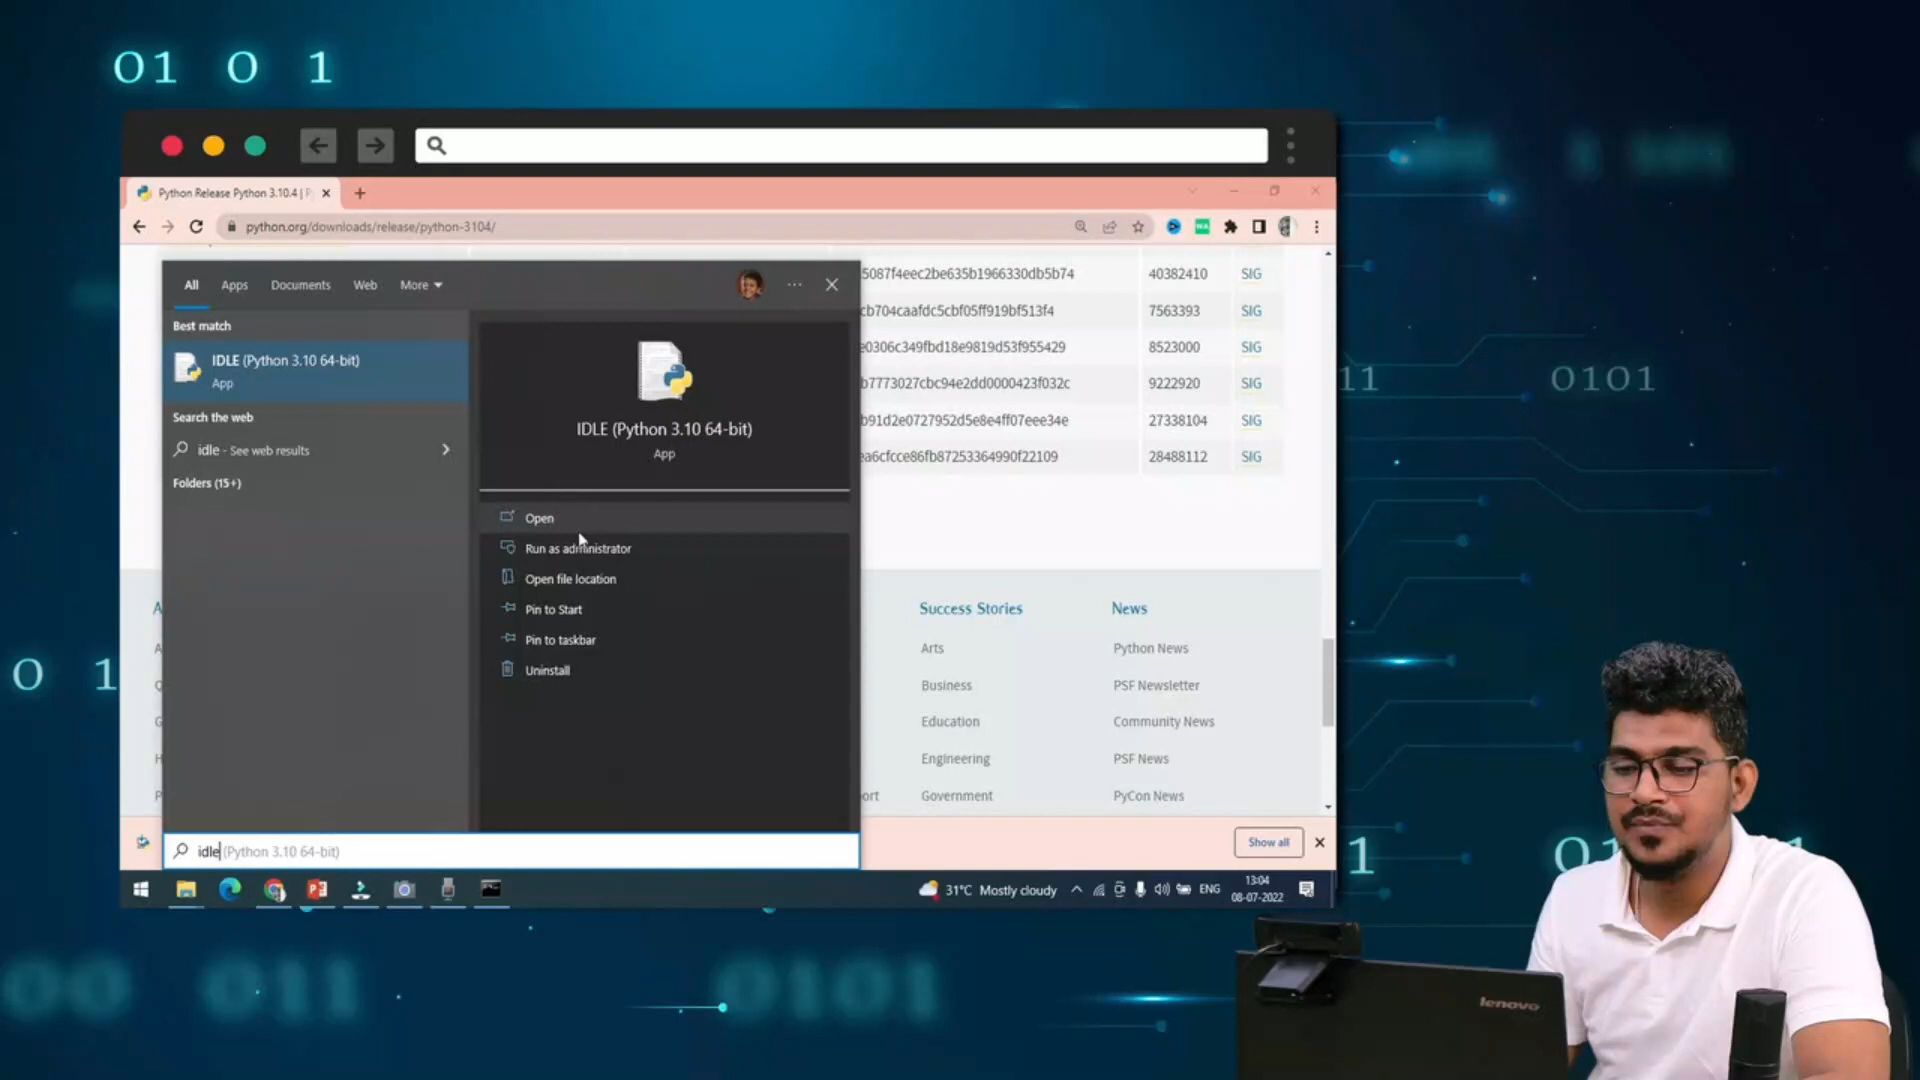 01 0 1
Python Release Python 3.10.4 |
python.org/downloads/release/python-3104/
All Apps Documents Web More
Best match
IDLE (Python 3.10 64-bit)
App
Search the web
idle - See web results
Folders (15+)
IDLE (Python 3.10 64-bit)
App
Open
Run as administrator
Open file location
Pin to Start
Pin to taskbar
Uninstall
5087f4eec2be635b1966330db5b74 40382410 SIG
cb704caafdc5cbf05ff919bf513f4 7563393 SIG
e0306c349fbd18e9819d53f955429 8523000 SIG
b7773027cbc94e2dd0000423f032c 9222920 SIG
b91d2e0727952d5e8e4ff07eee34e 27338104 SIG
ea6cfcce86fb87253364990f22109 28488112 SIG
11 0101
Success Stories News
Arts Python News
Business PSF Newsletter
Education Community News
Engineering PSF News
ort Government PyCon News
0 1
idle (Python 3.10 64-bit)
Show all
31°C Mostly cloudy ENG 13:04
08-07-2022
1
00 011 0101
lenovo